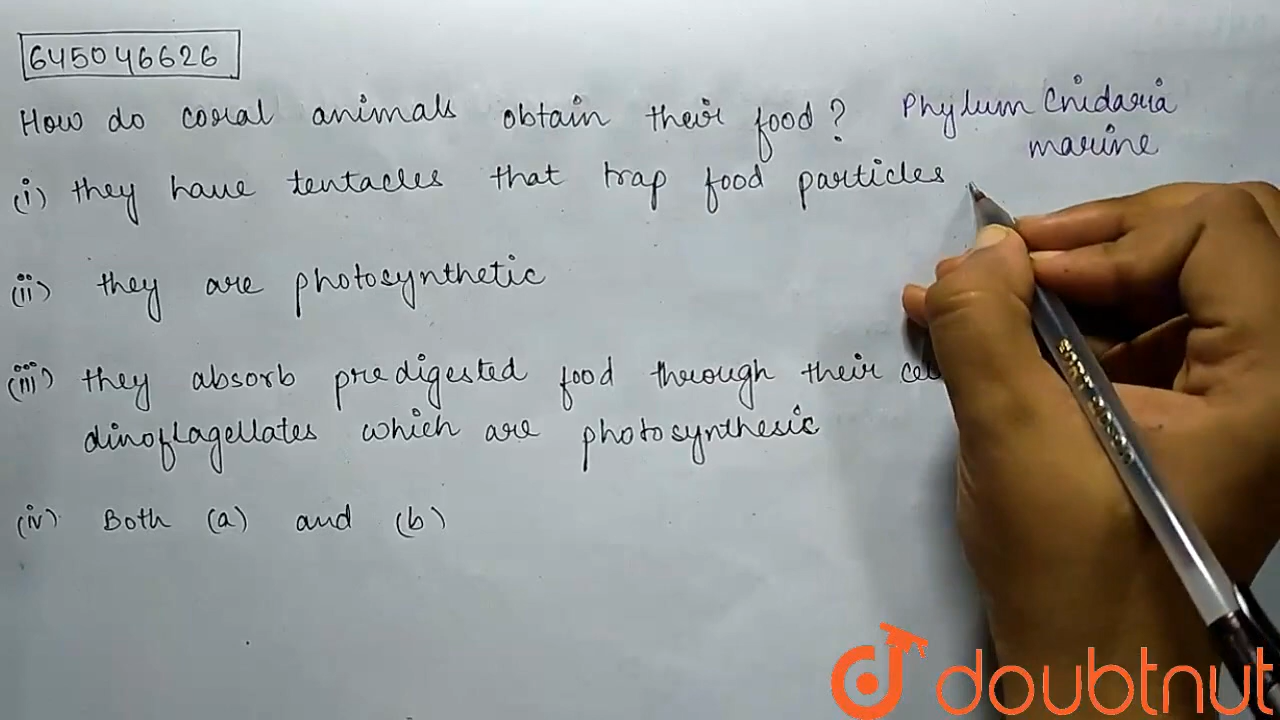 645046626
How do coral animals obtain their food? Phylum Cnidaria
marine
(i) they have tentacles that trap food particles
(ii) they are photosynthetic
(iii) they absorb predigested food through their
dinoflagellates which are photosynthesic
(iv) Both (a) and (b)
doubtnut